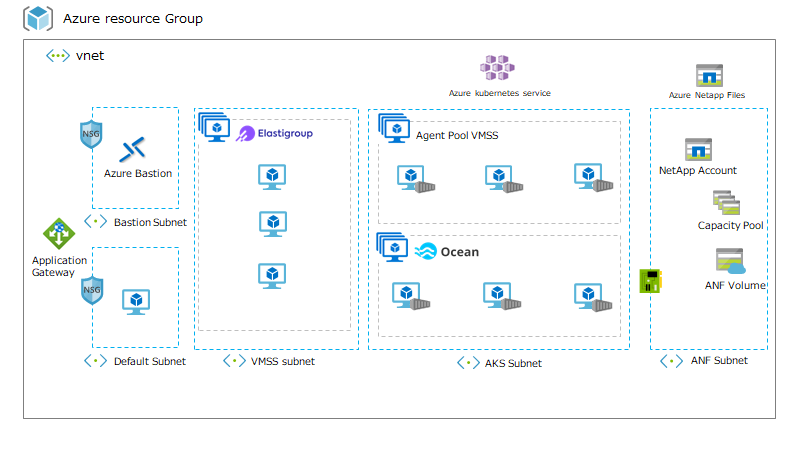 Azure resource Group
vnet
Azure kubernetes service
Azure Netapp Files
NSG
Azure Bastion
Bastion Subnet
Application
Gateway
NSG
Default Subnet
Elastigroup
VMSS subnet
Agent Pool VMSS
Ocean
AKS Subnet
NetApp Account
Capacity Pool
ANF Volume
ANF Subnet